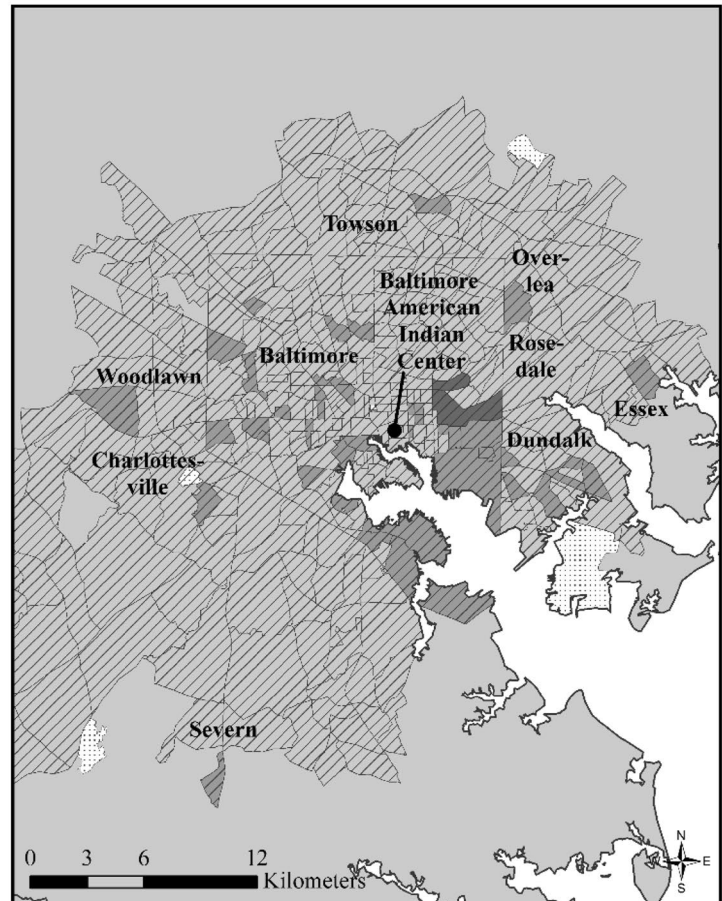 Towson
Over-
lea
Baltimore
American
Indian
Center
Baltimore
Rose-
dale
Woodlawn
Essex
Dundalk
Charlottes-
ville
Severn
0 3 6 12
Kilometers
N
E
S